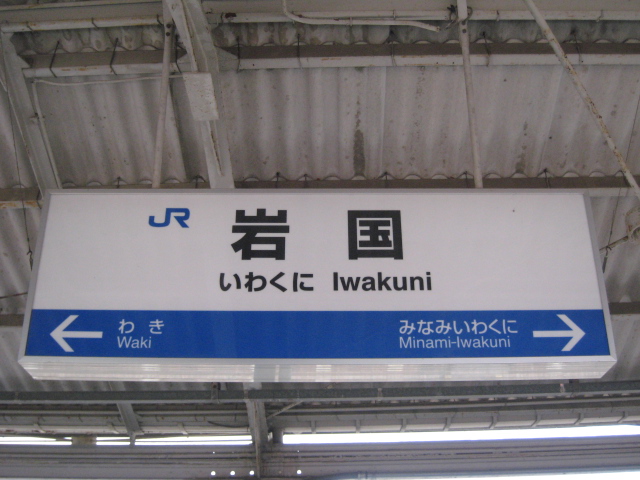 JR 岩国
いわくに Iwakuni
← わき みなみいわくに →
Waki Minami-Iwakuni